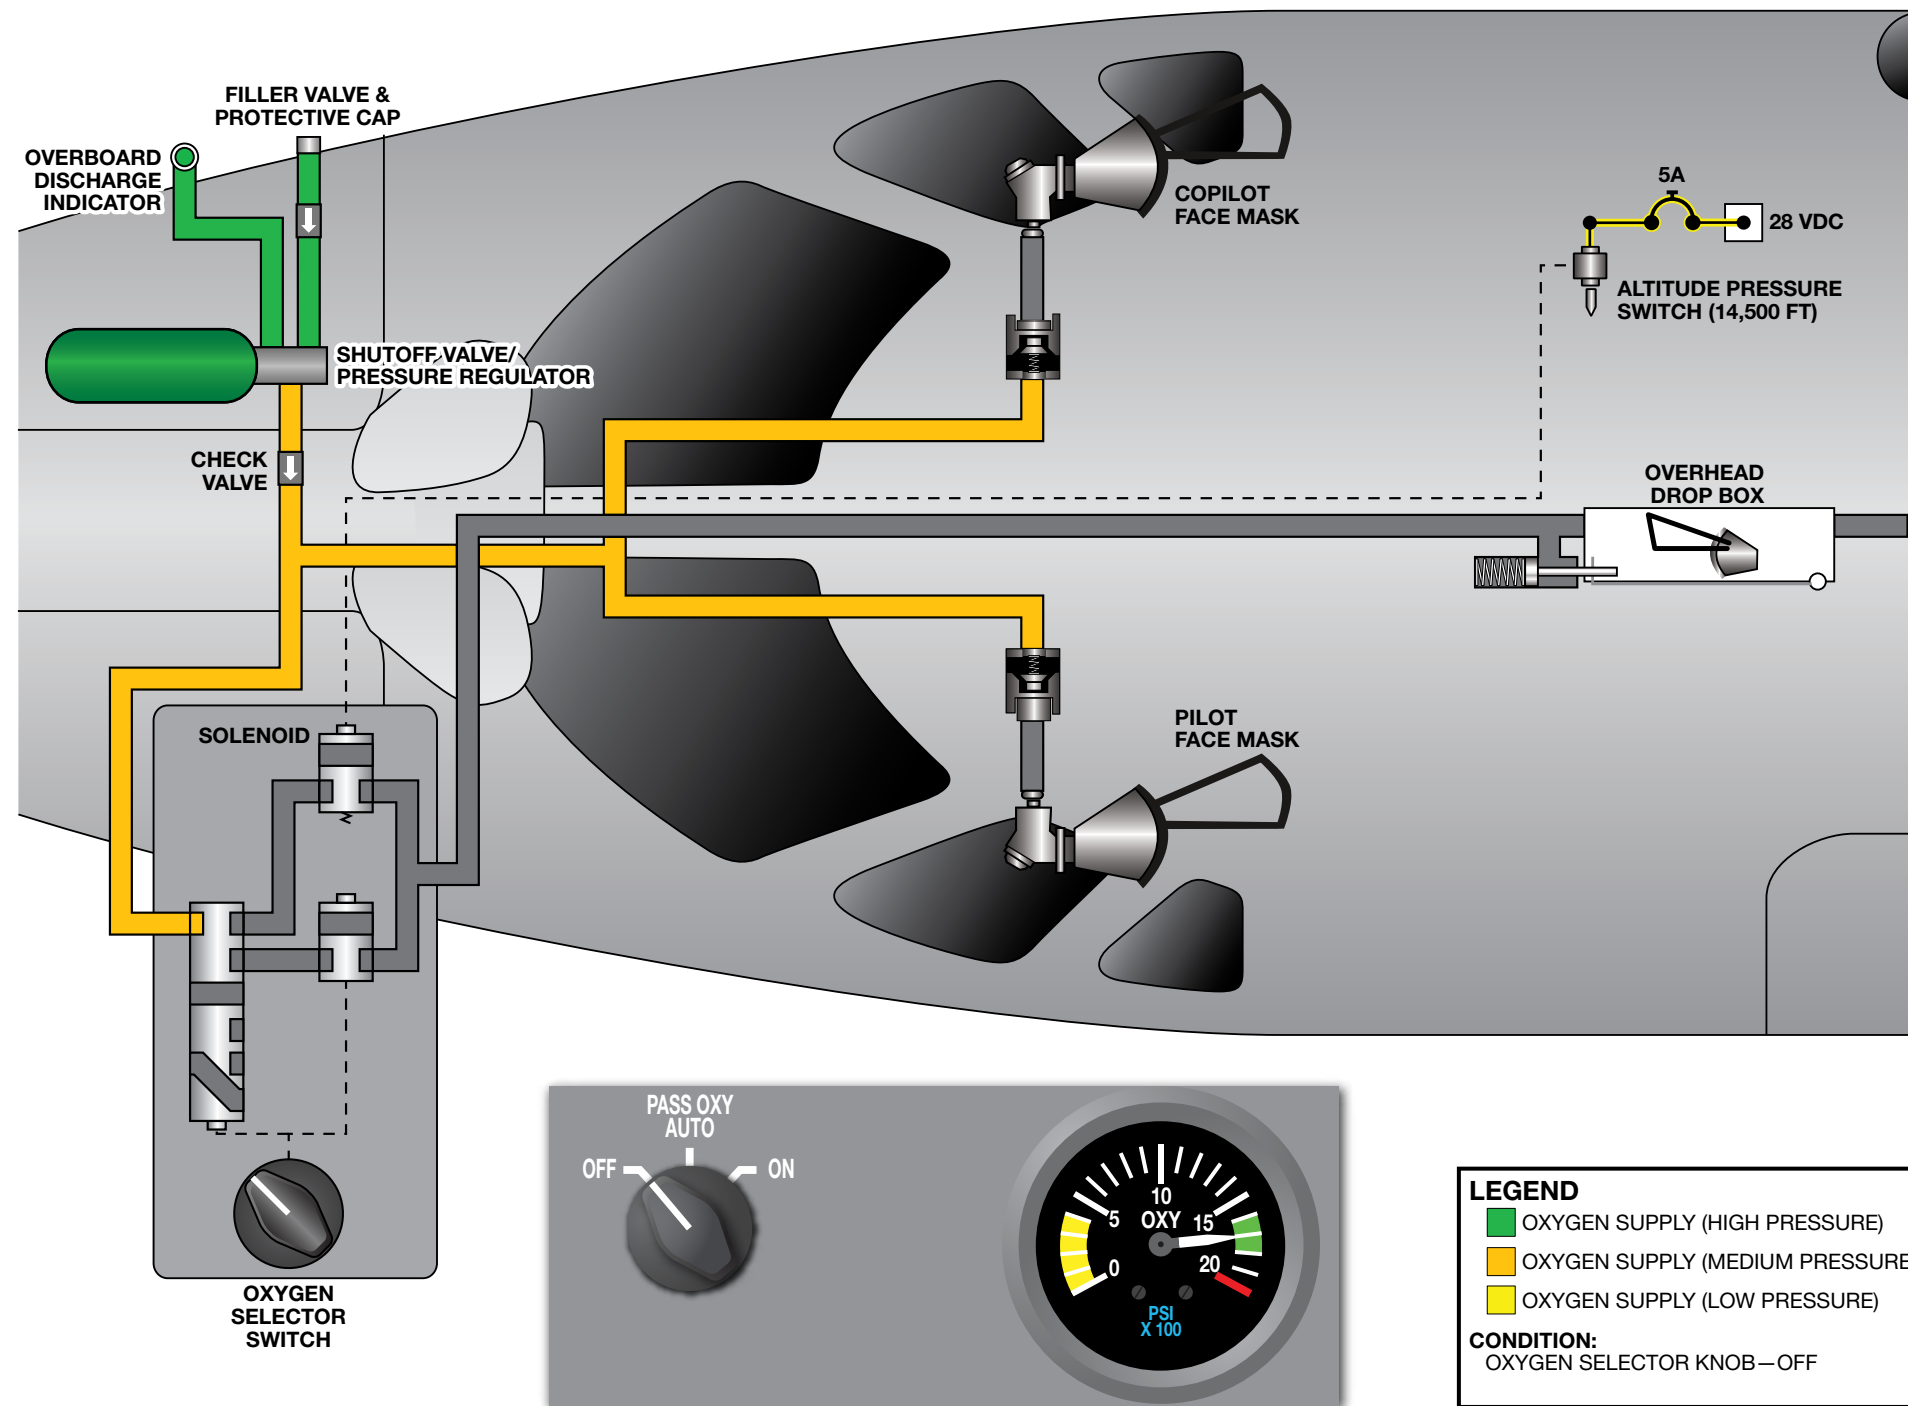 FILLER VALVE &
PROTECTIVE CAP
OVERBOARD
DISCHARGE
INDICATOR
SHUTOFF VALVE/
PRESSURE REGULATOR
CHECK
VALVE
COPILOT
FACE MASK
5A
28 VDC
ALTITUDE PRESSURE
SWITCH (14,500 FT)
OVERHEAD
DROP BOX
PILOT
FACE MASK
SOLENOID
OXYGEN
SELECTOR
SWITCH
PASS OXY
AUTO
OFF
ON
10
5
OXY
15
0
20
PSI
X 100
LEGEND
OXYGEN SUPPLY (HIGH PRESSURE)
OXYGEN SUPPLY (MEDIUM PRESSURE
OXYGEN SUPPLY (LOW PRESSURE)
CONDITION:
OXYGEN SELECTOR KNOB—OFF